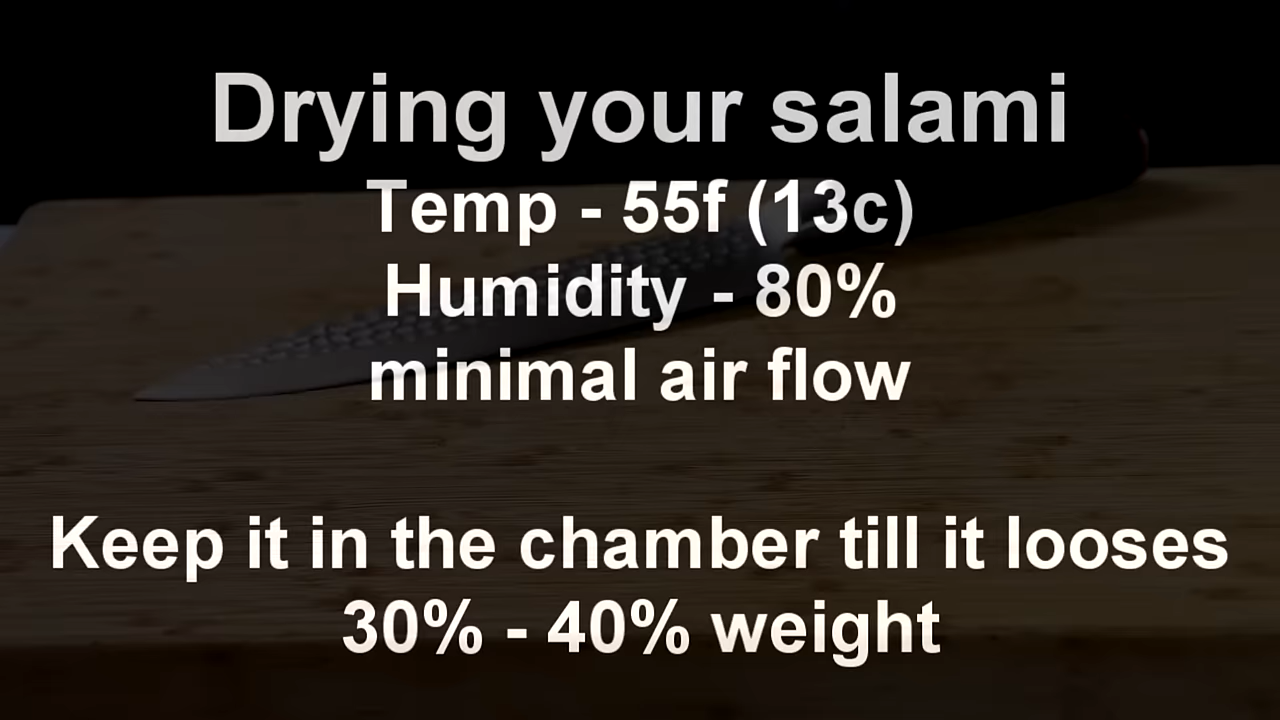 Drying your salami
Temp - 55f (13c)
Humidity - 80%
minimal air flow
Keep it in the chamber till it looses
30% - 40% weight